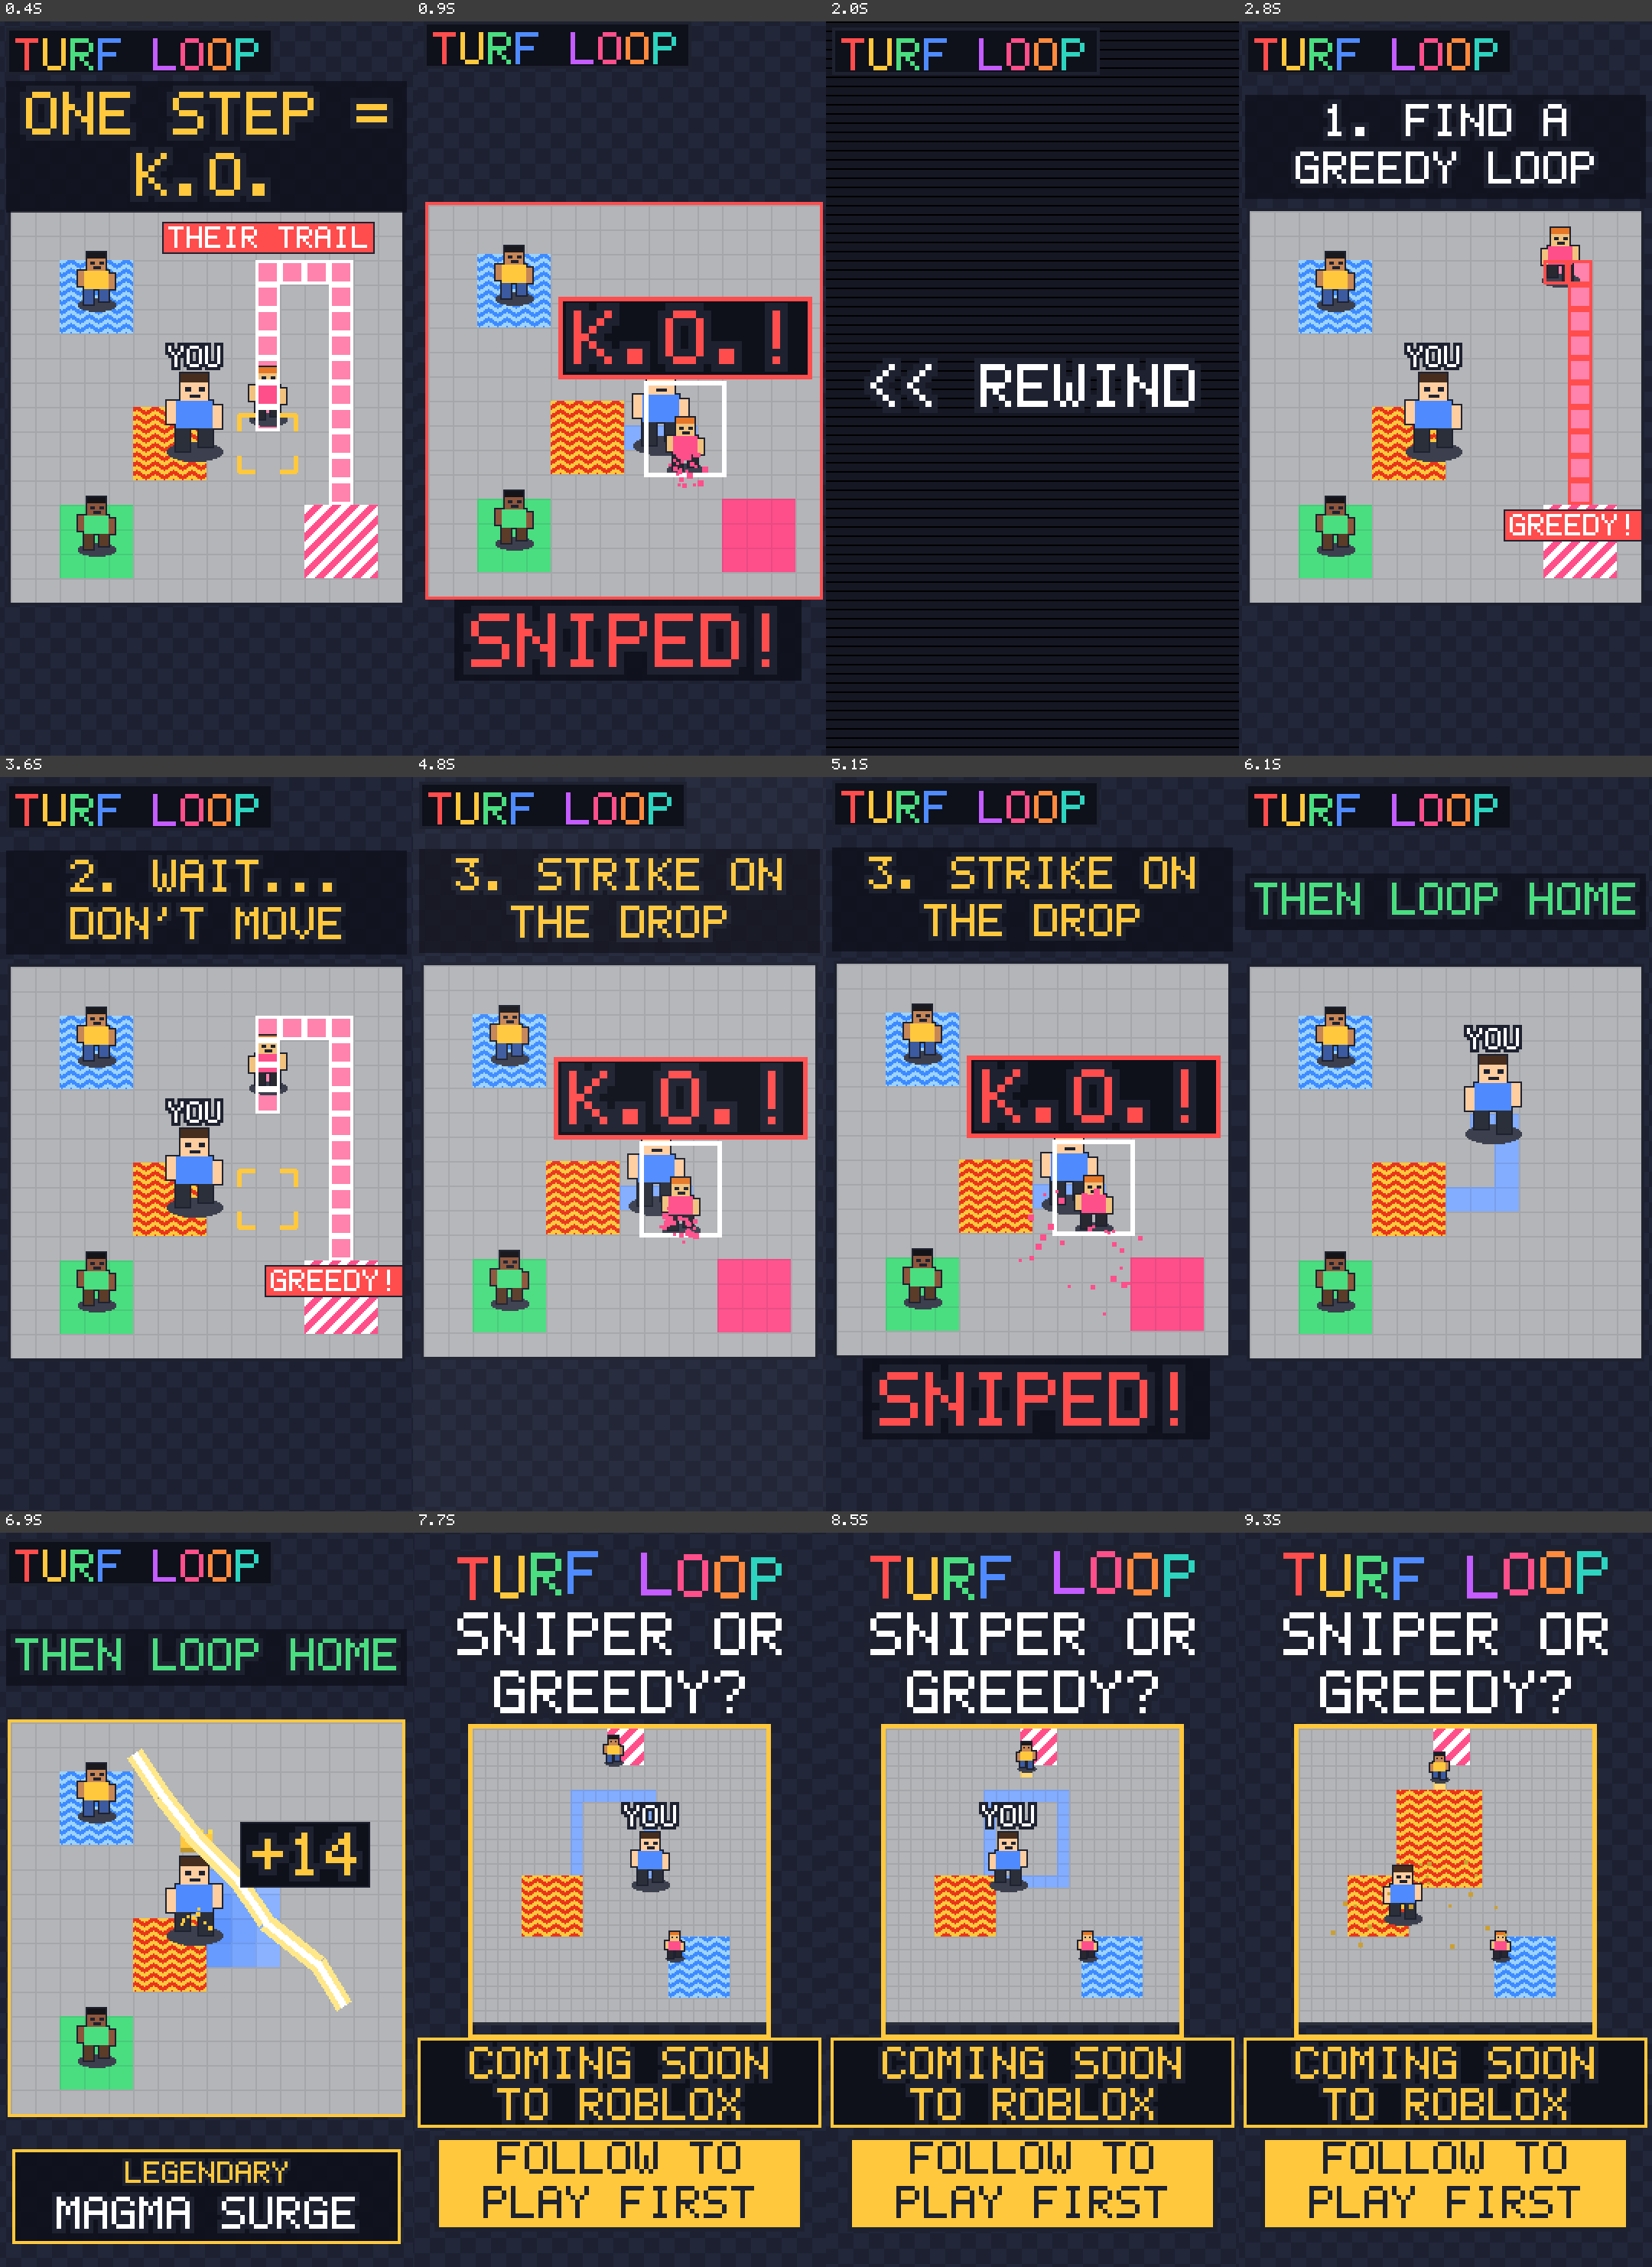 0.4S
TURF LOOP
ONE STEP =
K.O.
THEIR TRAIL
YOU
0.9S
TURF LOOP
K.O.!
SNIPED!
2.0S
TURF LOOP
<< REWIND
2.8S
TURF LOOP
1. FIND A
GREEDY LOOP
YOU
GREEDY!
3.6S
TURF LOOP
2. WAIT...
DON'T MOVE
YOU
GREEDY!
4.8S
TURF LOOP
3. STRIKE ON
THE DROP
K.O.!
5.1S
TURF LOOP
3. STRIKE ON
THE DROP
K.O.!
SNIPED!
6.1S
TURF LOOP
THEN LOOP HOME
YOU
6.9S
TURF LOOP
THEN LOOP HOME
+14
LEGENDARY
MAGMA SURGE
7.7S
TURF LOOP
SNIPER OR
GREEDY?
YOU
COMING SOON
TO ROBLOX
FOLLOW TO
PLAY FIRST
8.5S
TURF LOOP
SNIPER OR
GREEDY?
YOU
COMING SOON
TO ROBLOX
FOLLOW TO
PLAY FIRST
9.3S
TURF LOOP
SNIPER OR
GREEDY?
COMING SOON
TO ROBLOX
FOLLOW TO
PLAY FIRST